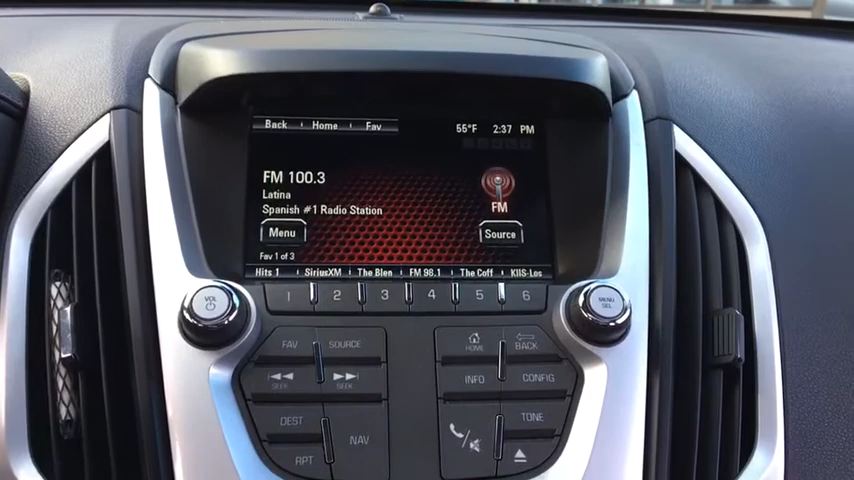 Back Home Fav 55°F 2:37 PM
FM 100.3
Latina
Spanish #1 Radio Station
FM
Menu Source
Fav 1 of 3
Hits 1 SiriusXM The Blen FM 98.1 The Coff KIIS-Los
1 2 3 4 5 6
VOL
MENU
SEL
FAV SOURCE HOME BACK
SEEK SEEK INFO CONFIG
DEST NAV TONE
RPT